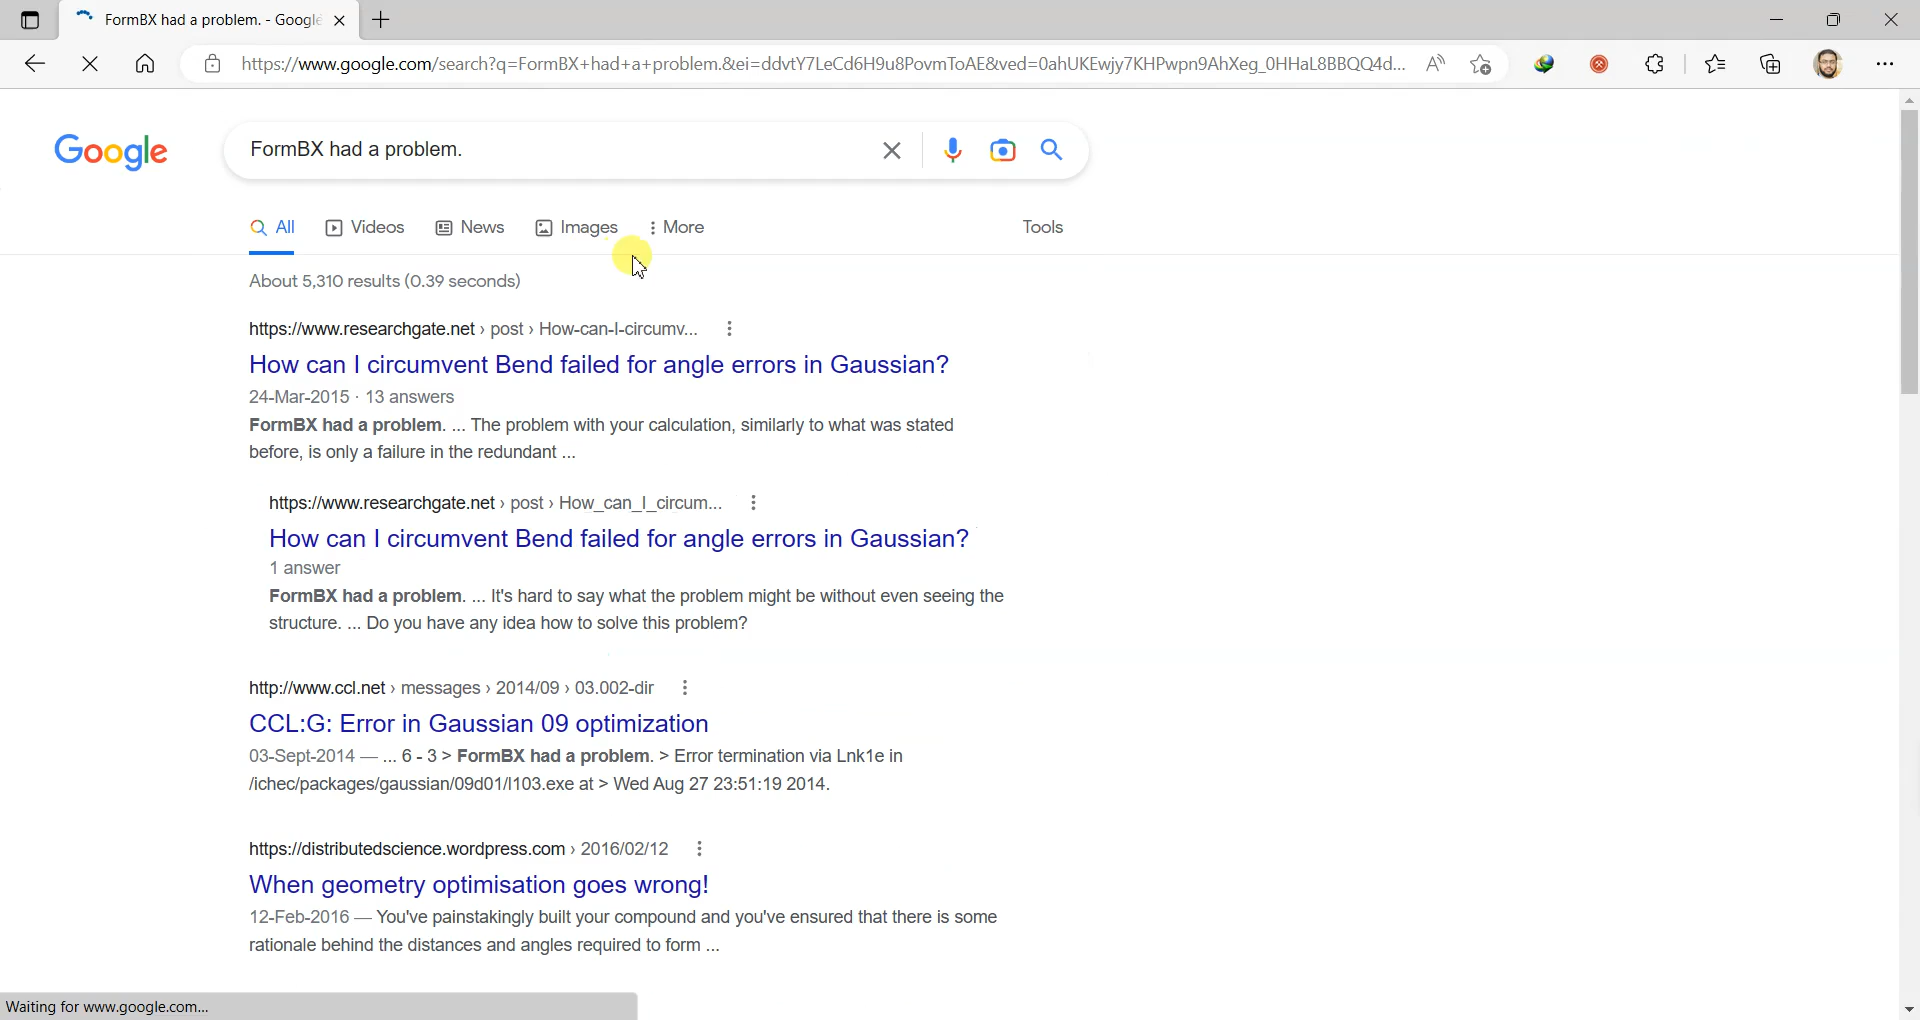 FormBX had a problem. - Google
https://www.google.com/search?q=FormBX+had+a+problem.&ei=ddvtY7LeCd6H9u8PovmToAE&ved=0ahUKEwjy7KHPwpn9AhXeg_0HHaL8BBQQ4d...
Google
FormBX had a problem.
All Videos News Images More Tools
About 5,310 results (0.39 seconds)
https://www.researchgate.net › post › How-can-I-circumv...
How can I circumvent Bend failed for angle errors in Gaussian?
24-Mar-2015 · 13 answers
FormBX had a problem. ... The problem with your calculation, similarly to what was stated
before, is only a failure in the redundant ...
https://www.researchgate.net › post › How_can_I_circum...
How can I circumvent Bend failed for angle errors in Gaussian?
1 answer
FormBX had a problem. ... It's hard to say what the problem might be without even seeing the
structure. ... Do you have any idea how to solve this problem?
http://www.ccl.net › messages › 2014/09 › 03.002-dir
CCL:G: Error in Gaussian 09 optimization
03-Sept-2014 — ... 6 - 3 > FormBX had a problem. > Error termination via Lnk1e in
/ichec/packages/gaussian/09d01/l103.exe at > Wed Aug 27 23:51:19 2014.
https://distributedscience.wordpress.com › 2016/02/12
When geometry optimisation goes wrong!
12-Feb-2016 — You've painstakingly built your compound and you've ensured that there is some
rationale behind the distances and angles required to form ...
Waiting for www.google.com...